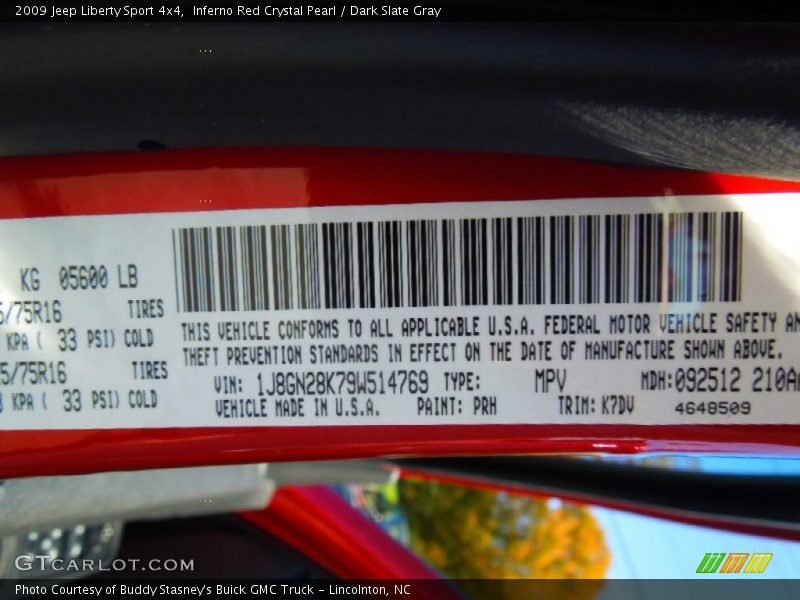 2009 Jeep Liberty Sport 4x4,  Inferno Red Crystal Pearl / Dark Slate Gray
KG 05600 LB
/75R16 TIRES
KPA ( 33 PSI) COLD
5/75R16 TIRES
KPA ( 33 PSI) COLD
THIS VEHICLE CONFORMS TO ALL APPLICABLE U.S.A. FEDERAL MOTOR VEHICLE SAFETY AN
THEFT PREVENTION STANDARDS IN EFFECT ON THE DATE OF MANUFACTURE SHOWN ABOVE.
VIN: 1J8GN28K79W514769 TYPE: MPV MDH:092512 210A
VEHICLE MADE IN U.S.A. PAINT: PRH TRIM: K7DV 4648509
GTCARLOT.COM
Photo Courtesy of Buddy Stasney's Buick GMC Truck - Lincolnton, NC